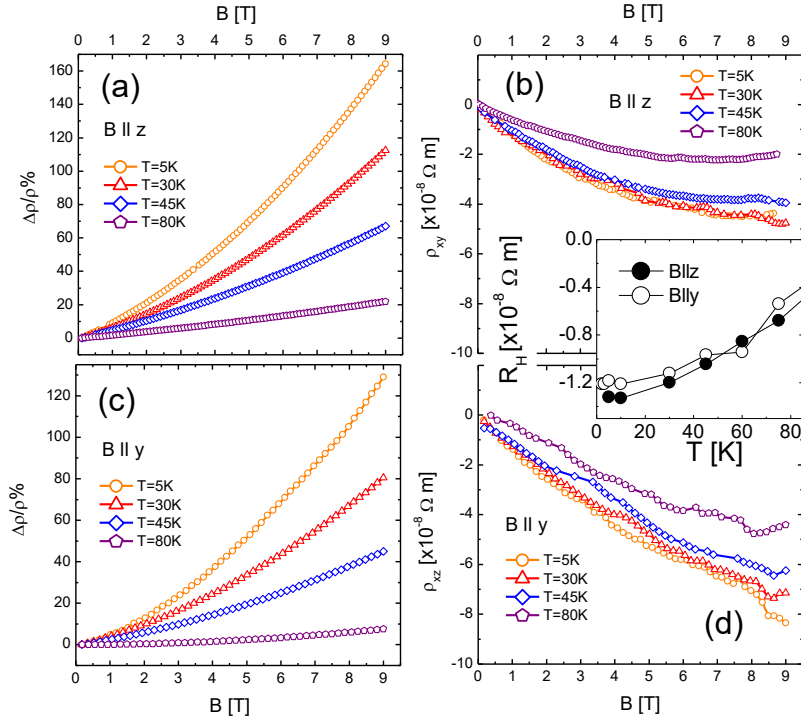 B [T]
0 1 2 3 4 5 6 7 8 9
160
140
120
100
80
60
40
20
0
Δρ/ρ%
(a)
B ll z
T=5K
T=30K
T=45K
T=80K
B [T]
0 1 2 3 4 5 6 7 8 9
0
-2
-4
-6
-8
-10
ρxy [x10-8 Ω m]
(b)
B ll z
T=5K
T=30K
T=45K
T=80K
0.0
-0.4
-0.8
-1.2
RH [x10-8 Ω m]
Bllz
Blly
0 20 40 60 80
T [K]
120
100
80
60
40
20
0
Δρ/ρ%
(c)
B ll y
T=5K
T=30K
T=45K
T=80K
0 1 2 3 4 5 6 7 8 9
B [T]
0
-2
-4
-6
-8
-10
ρxz [x10-8 Ω m]
B ll y
T=5K
T=30K
T=45K
T=80K
(d)
0 1 2 3 4 5 6 7 8 9
B [T]